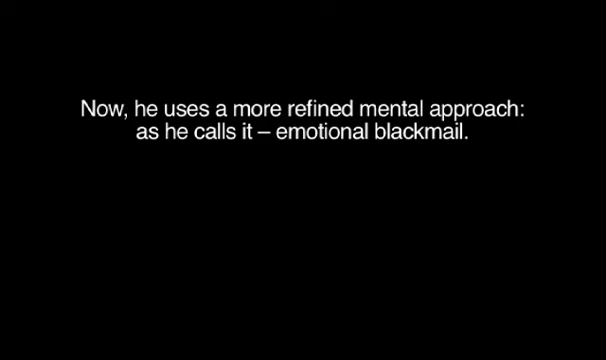 Now, he uses a more refined mental approach:
as he calls it – emotional blackmail.